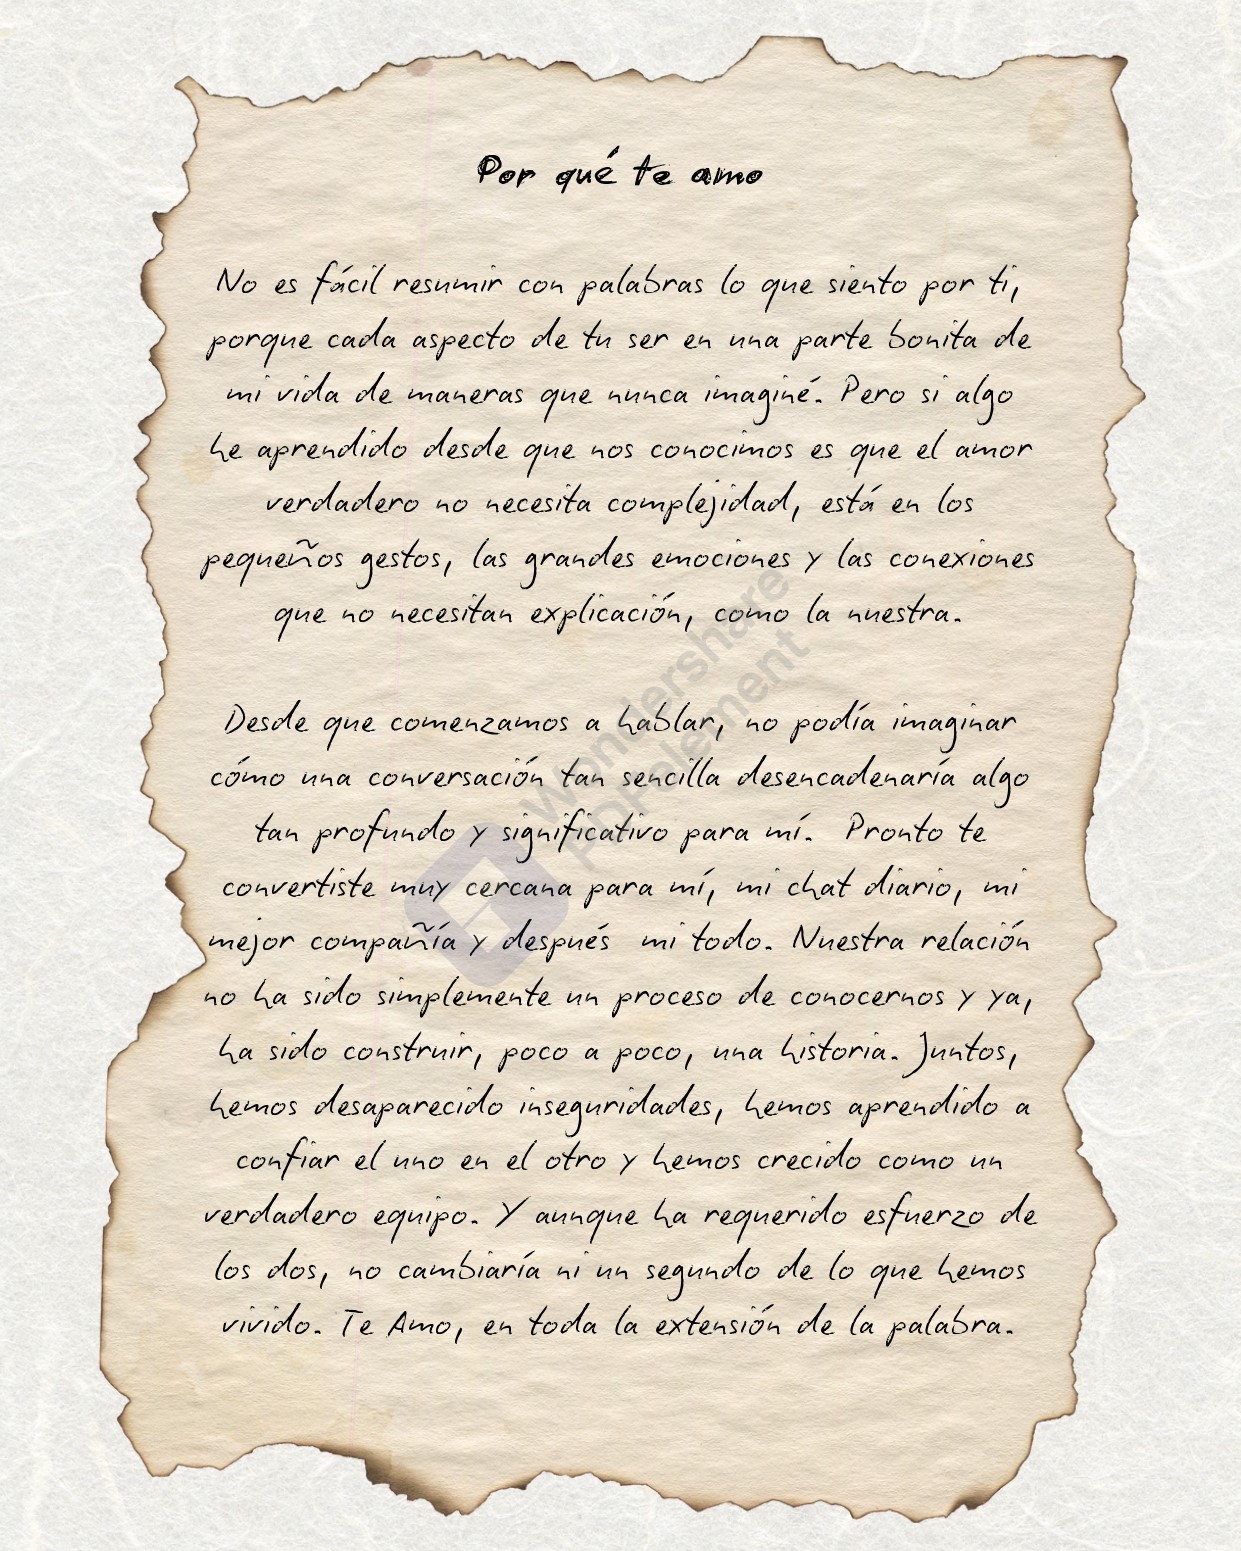 Por qué te amo
No es fácil resumir con palabras lo que siento por ti,
porque cada aspecto de tu ser en una parte bonita de
mi vida de maneras que nunca imaginé. Pero si algo
he aprendido desde que nos conocimos es que el amor
verdadero no necesita complejidad, está en los
pequeños gestos, las grandes emociones y las conexiones
que no necesitan explicación, como la nuestra.
Desde que comenzamos a hablar, no podía imaginar
cómo una conversación tan sencilla desencadenaría algo
tan profundo y significativo para mí. Pronto te
convertiste muy cercana para mí, mi chat diario, mi
mejor compañía y después mi todo. Nuestra relación
no ha sido simplemente un proceso de conocernos y ya,
ha sido construir, poco a poco, una historia. Juntos,
hemos desaparecido inseguridades, hemos aprendido a
confiar el uno en el otro y hemos crecido como un
verdadero equipo. Y aunque ha requerido esfuerzo de
los dos, no cambiaría ni un segundo de lo que hemos
vivido. Te Amo, en toda la extensión de la palabra.
Wondershare
PDFelement